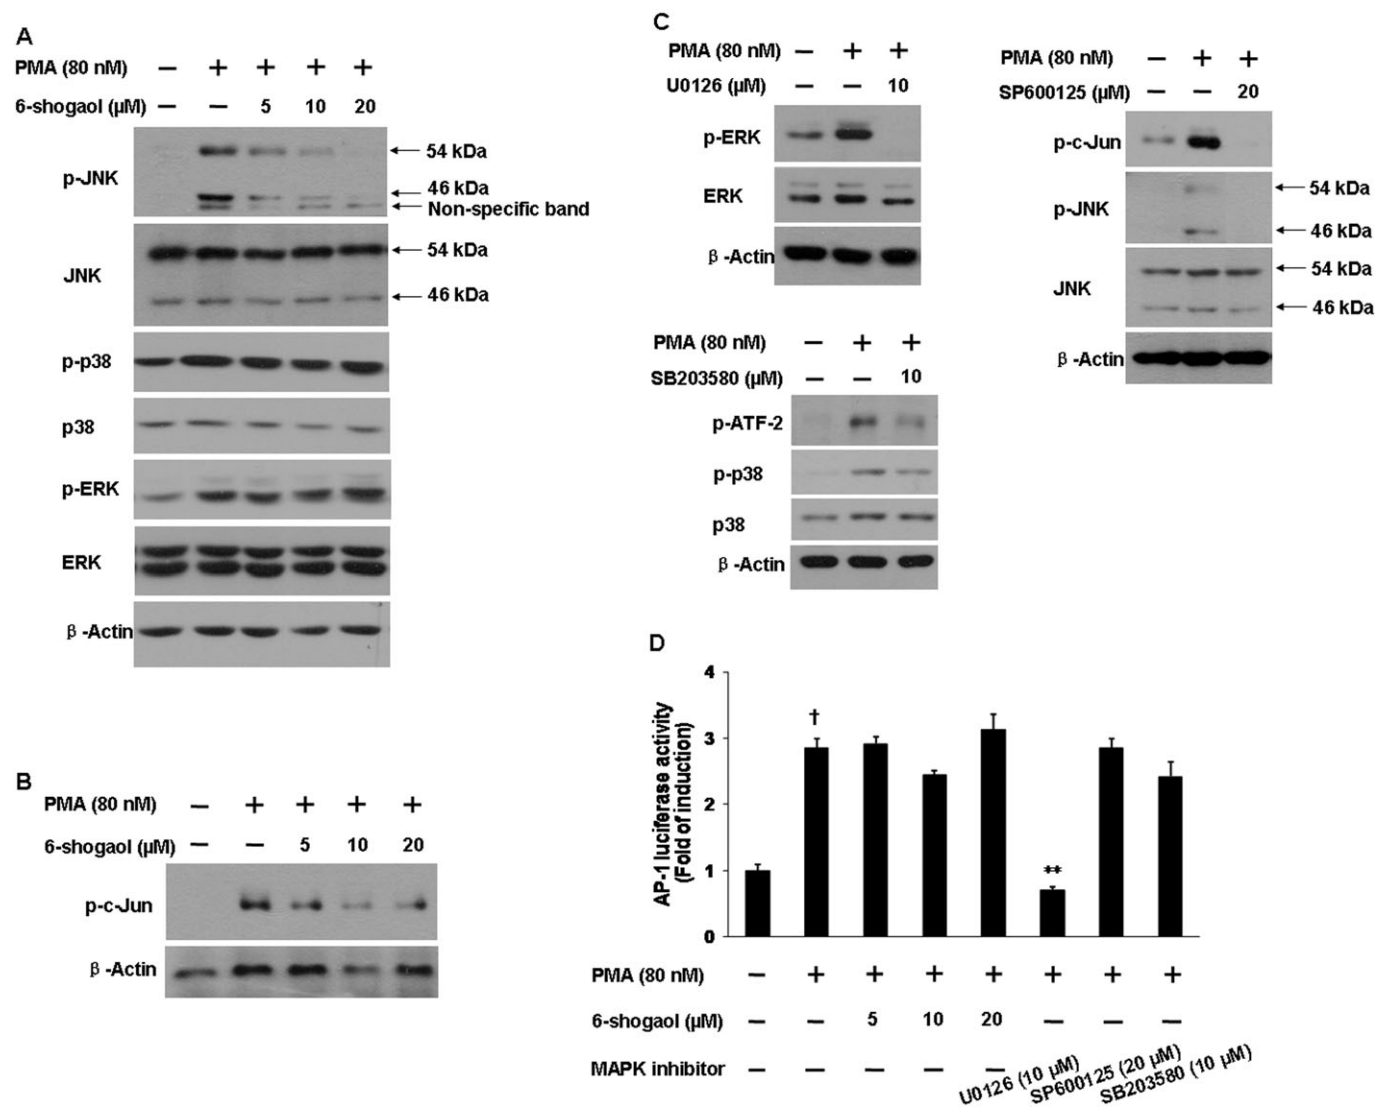 A
PMA (80 nM) — + + + +
6-shogaol (μM) — — 5 10 20
p-JNK
54 kDa
46 kDa
Non-specific band
JNK
54 kDa
46 kDa
p-p38
p38
p-ERK
ERK
β-Actin
B
PMA (80 nM) — + + + +
6-shogaol (μM) — — 5 10 20
p-c-Jun
β-Actin
C
PMA (80 nM) — + +
U0126 (μM) — — 10
p-ERK
ERK
β-Actin
PMA (80 nM) — + +
SP600125 (μM) — — 20
p-c-Jun
p-JNK
54 kDa
46 kDa
JNK
54 kDa
46 kDa
β-Actin
PMA (80 nM) — + +
SB203580 (μM) — — 10
p-ATF-2
p-p38
p38
β-Actin
D
AP-1 luciferase activity
(Fold of induction)
4
3
2
1
0
†
**
PMA (80 nM) — + + + + + + +
6-shogaol (μM) — — 5 10 20 — — —
MAPK inhibitor — — — — — U0126 (10 μM) SP600125 (20 μM) SB203580 (10 μM)